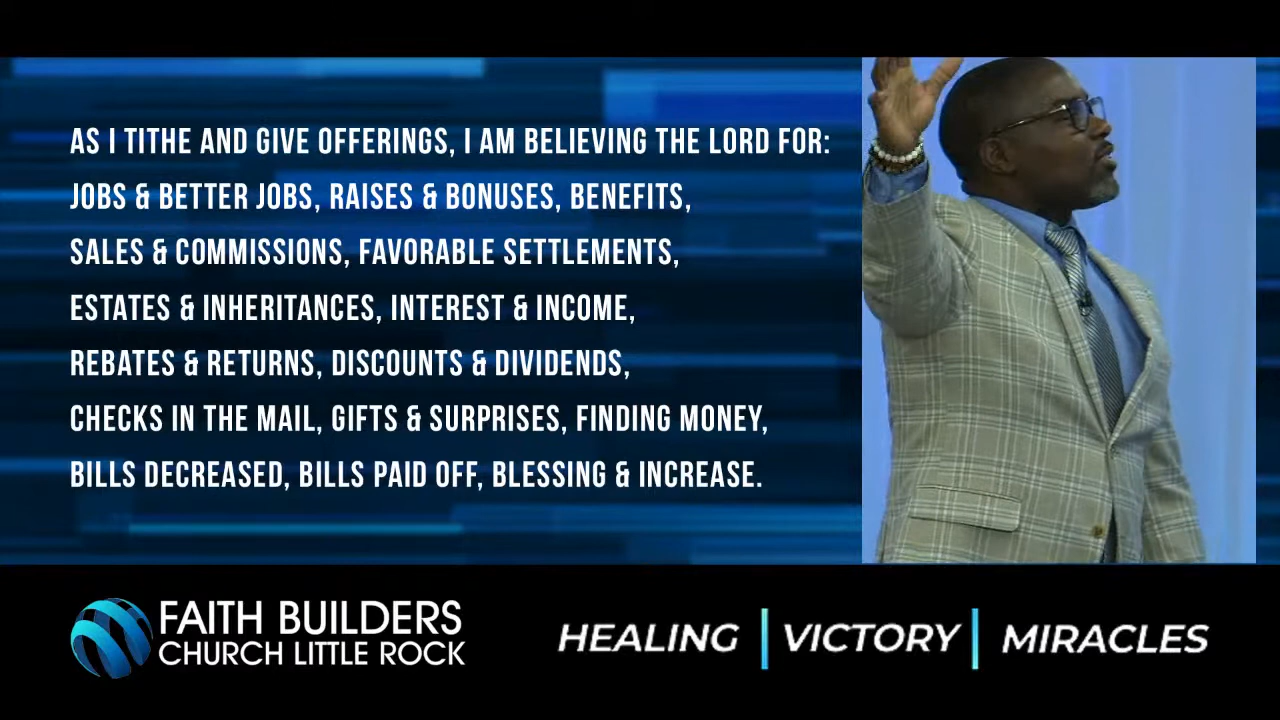 AS I TITHE AND GIVE OFFERINGS, I AM BELIEVING THE LORD FOR:
JOBS & BETTER JOBS, RAISES & BONUSES, BENEFITS,
SALES & COMMISSIONS, FAVORABLE SETTLEMENTS,
ESTATES & INHERITANCES, INTEREST & INCOME,
REBATES & RETURNS, DISCOUNTS & DIVIDENDS,
CHECKS IN THE MAIL, GIFTS & SURPRISES, FINDING MONEY,
BILLS DECREASED, BILLS PAID OFF, BLESSING & INCREASE.
FAITH BUILDERS
CHURCH LITTLE ROCK
HEALING | VICTORY | MIRACLES